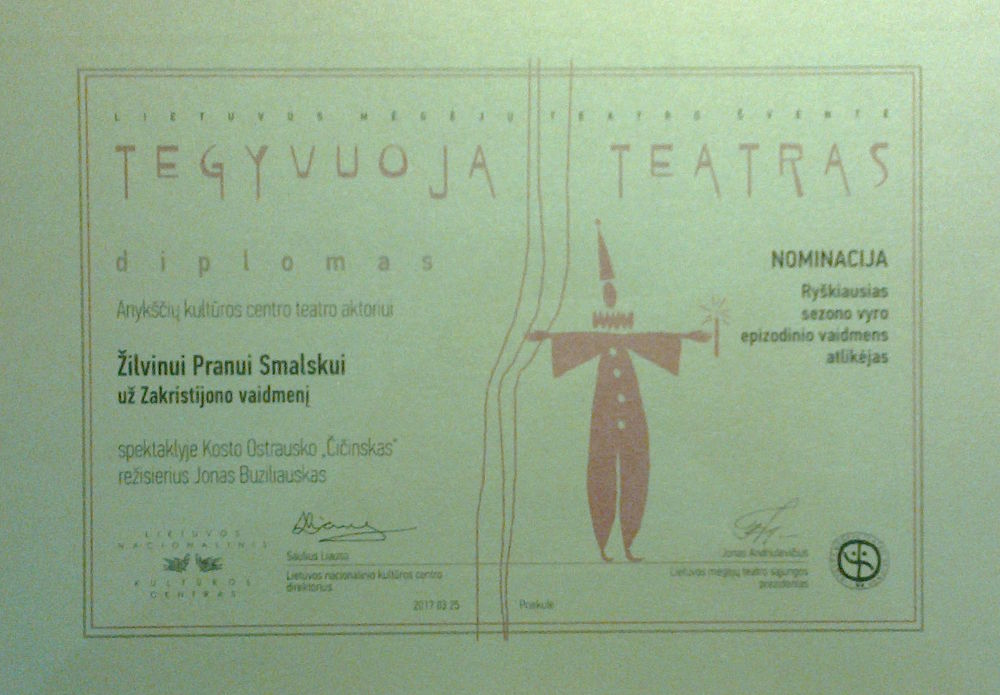 LIETUVOS MĖGĖJŲ TEATRO ŠVENTĖ
TEGYVUOJA TEATRAS
diplomas
Anykščių kultūros centro teatro aktoriui
Žilvinui Pranui Smalskui
už Zakristijono vaidmenį
spektaklyje Kosto Ostrausko „Čičinskas"
režisierius Jonas Buziliauskas
NOMINACIJA
Ryškiausias
sezono vyro
epizodinio vaidmens
atlikėjas
LIETUVOS
NACIONALINIS
KULTŪROS
CENTRAS
Saulius Liausa
Lietuvos nacionalinio kultūros centro
direktorius
Jonas Andriulevičius
Lietuvos mėgėjų teatro sąjungos
prezidentas
2017 03 25
Priekulė